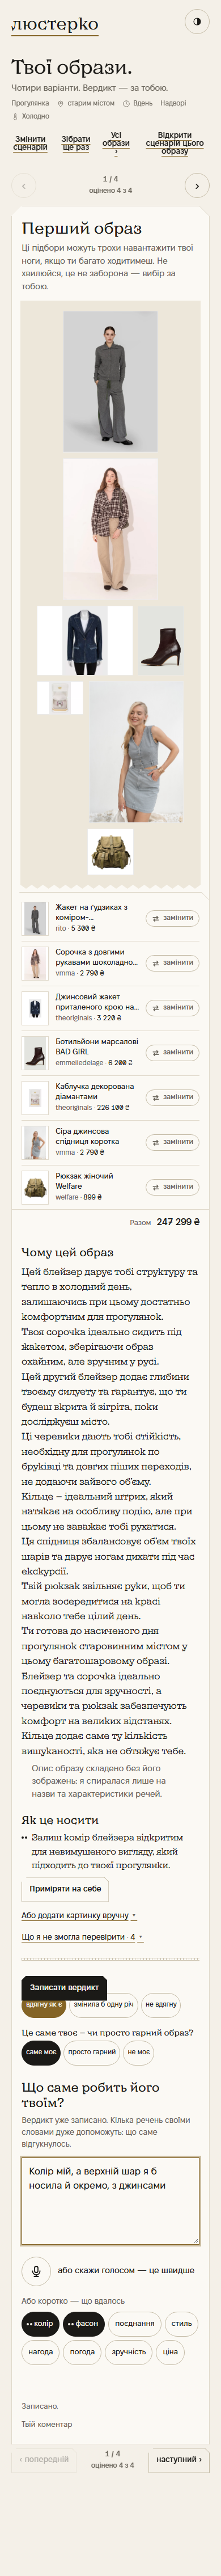 люстерко
Твої образи.
Чотири варіанти. Вердикт — за тобою.
Прогулянка старим містом Вдень Надворі
Холодно
Змінити
сценарій
Зібрати
ще раз
Усі
образи
›
Відкрити
сценарій цього
образу
‹
1 / 4
оцінено 4 з 4
›
Перший образ
Ці підбори можуть трохи навантажити твої
ноги, якщо ти багато ходитимеш. Не
хвилюйся, це не заборона — вибір за
тобою.
Жакет на ґудзиках з
коміром-...
rito · 5 300 ₴
замінити
Сорочка з довгими
рукавами шоколадно...
vmma · 2 790 ₴
замінити
Джинсовий жакет
приталеного крою на...
theoriginals · 3 220 ₴
замінити
Ботильйони марсалові
BAD GIRL
emmeliedelage · 6 200 ₴
замінити
Каблучка декорована
діамантами
theoriginals · 226 100 ₴
замінити
Сіра джинсова
спідниця коротка
vmma · 2 790 ₴
замінити
Рюкзак жіночий
Welfare
welfare · 899 ₴
замінити
Разом 247 299 ₴
Чому цей образ
Цей блейзер дарує тобі структуру та
тепло в холодний день,
залишаючись при цьому достатньо
комфортним для прогулянок.
Твоя сорочка ідеально сидить під
жакетом, зберігаючи образ
охайним, але зручним у русі.
Цей другий блейзер додає глибини
твоєму силуету та гарантує, що ти
будеш вкрита й зігріта, поки
досліджуєш місто.
Ці черевики дають тобі стійкість,
необхідну для прогулянок по
бруківці та довгих піших переходів,
не додаючи зайвого об'єму.
Кільце — ідеальний штрих, який
натякає на особливу подію, але при
цьому не заважає тобі рухатися.
Ця спідниця збалансовує об'єм твоїх
шарів та дарує ногам дихати під час
екскурсії.
Твій рюкзак звільняє руки, щоб ти
могла зосередитися на красі
навколо тебе цілий день.
Ти готова до насиченого дня
прогулянок старовинним містом у
цьому багатошаровому образі.
Блейзер та сорочка ідеально
поєднуються для зручності, а
черевики та рюкзак забезпечують
комфорт на великих відстанях.
Кільце додає саме ту кількість
вишуканості, яка не обтяжує тебе.
Опис образу складено без його
зображень: я спиралася лише на
назви та характеристики речей.
Як це носити
Залиш комір блейзера відкритим
для невимушеного вигляду, який
підходить до твоєї прогулянки.
Приміряти на себе
Або додати картинку вручну
Що я не змогла перевірити · 4
Записати вердикт
вдягну як є
змінила б одну річ
не вдягну
Це саме твоє — чи просто гарний образ?
саме моє
просто гарний
не моє
Що саме робить його
твоїм?
Вердикт уже записано. Кілька речень своїми
словами дуже допоможуть: що саме
відгукнулось.
Колір мій, а верхній шар я б
носила й окремо, з джинсами
або скажи голосом — це швидше
Або коротко — що вдалось
колір
фасон
поєднання
стиль
нагода
погода
зручність
ціна
Записано.
Твій коментар
‹ попередній
1 / 4
оцінено 4 з 4
наступний ›